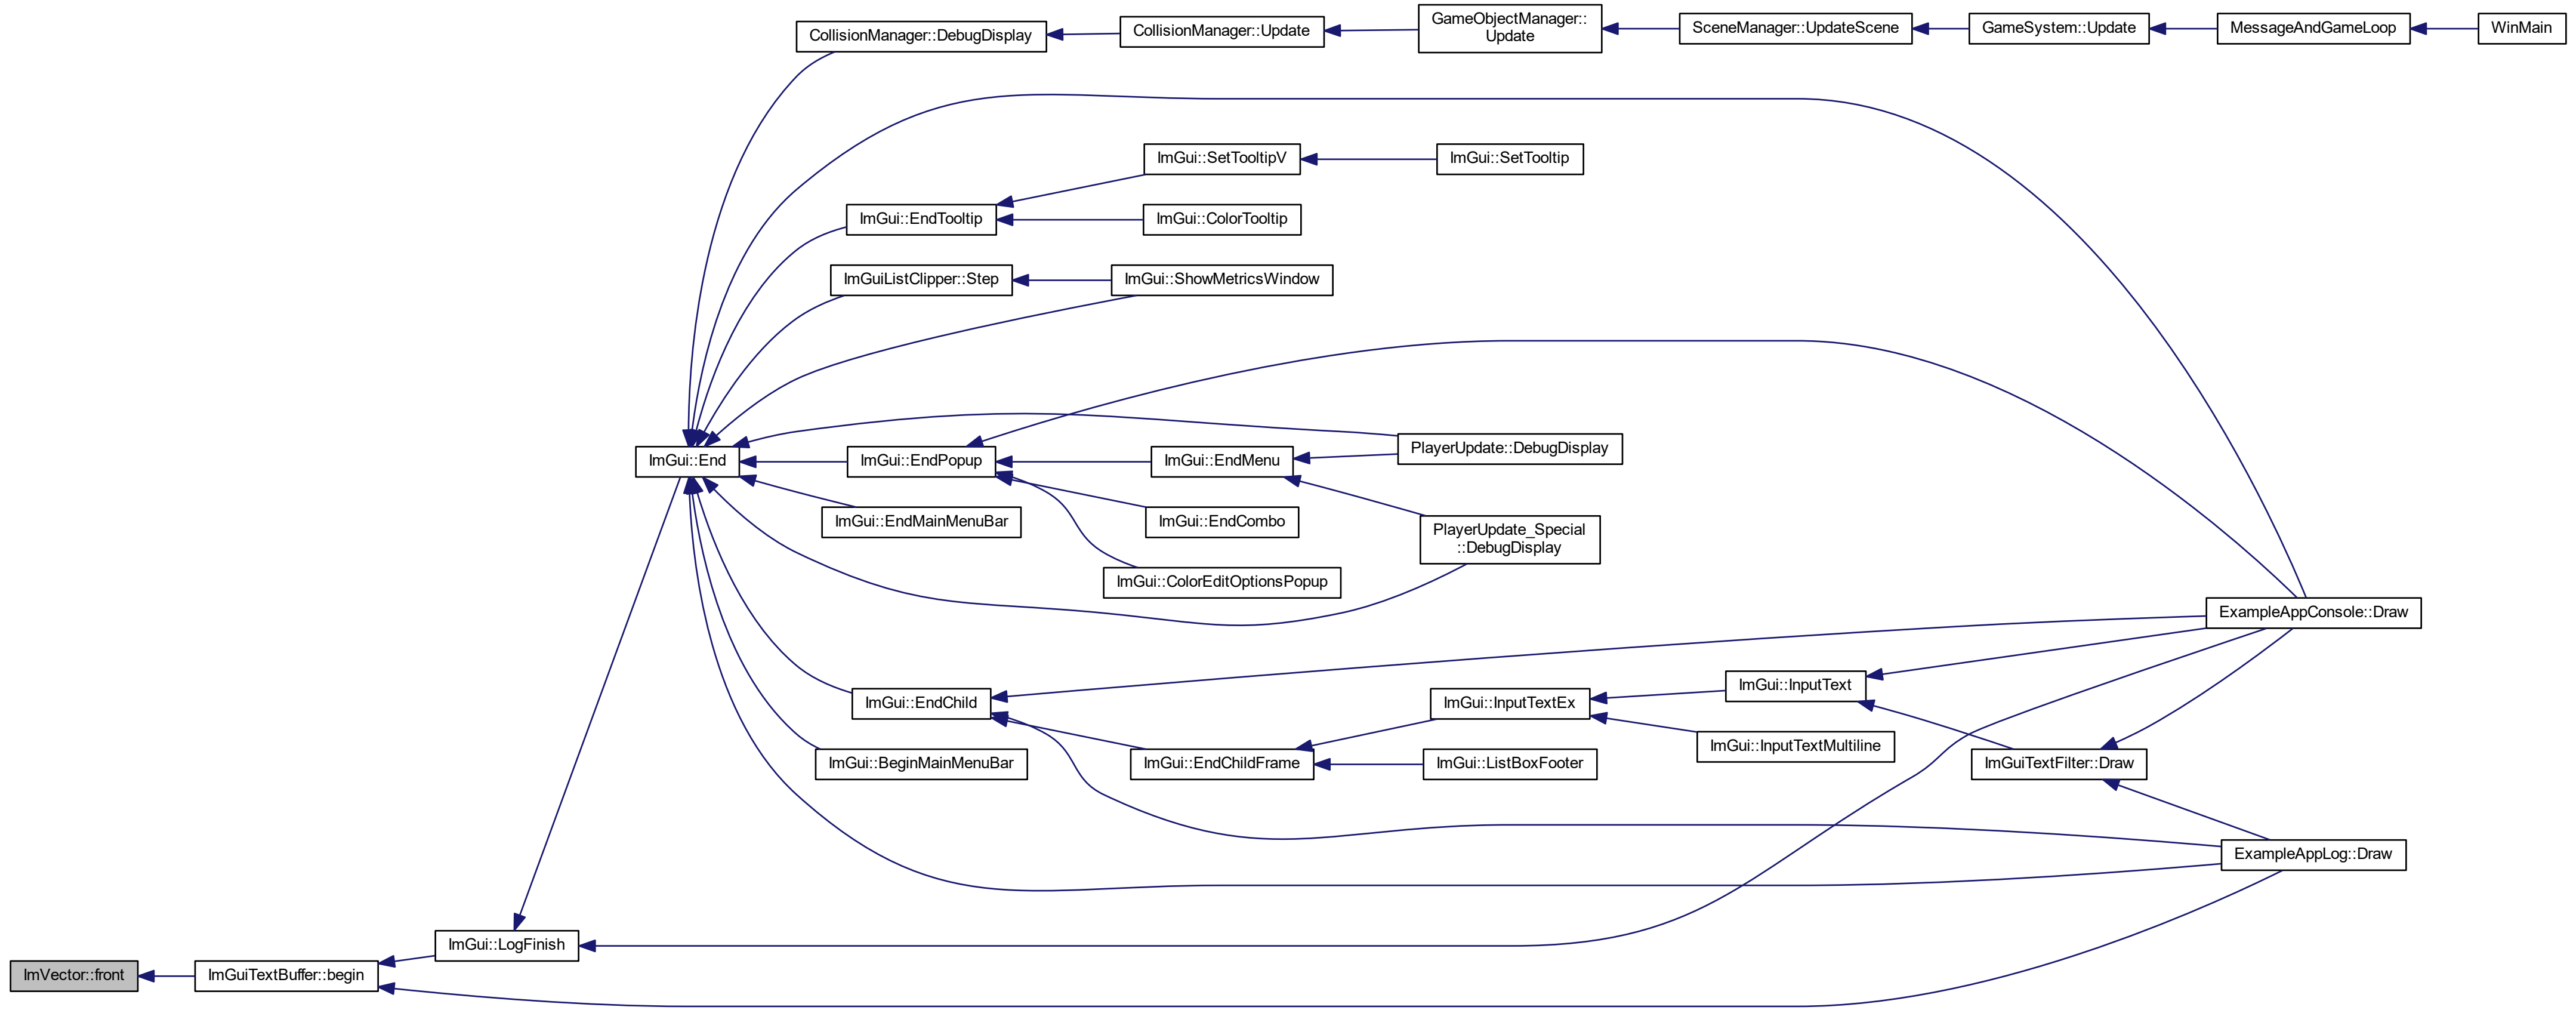 CollisionManager::DebugDisplay
CollisionManager::Update
GameObjectManager::
Update
SceneManager::UpdateScene
GameSystem::Update
MessageAndGameLoop
WinMain
ImGui::SetTooltipV
ImGui::SetTooltip
ImGui::EndTooltip
ImGui::ColorTooltip
ImGuiListClipper::Step
ImGui::ShowMetricsWindow
ImGui::End
ImGui::EndPopup
ImGui::EndMenu
PlayerUpdate::DebugDisplay
ImGui::EndMainMenuBar
ImGui::EndCombo
PlayerUpdate_Special
::DebugDisplay
ImGui::ColorEditOptionsPopup
ExampleAppConsole::Draw
ImGui::EndChild
ImGui::InputTextEx
ImGui::InputText
ImGui::InputTextMultiline
ImGui::BeginMainMenuBar
ImGui::EndChildFrame
ImGui::ListBoxFooter
ImGuiTextFilter::Draw
ExampleAppLog::Draw
ImGui::LogFinish
ImVector::front
ImGuiTextBuffer::begin